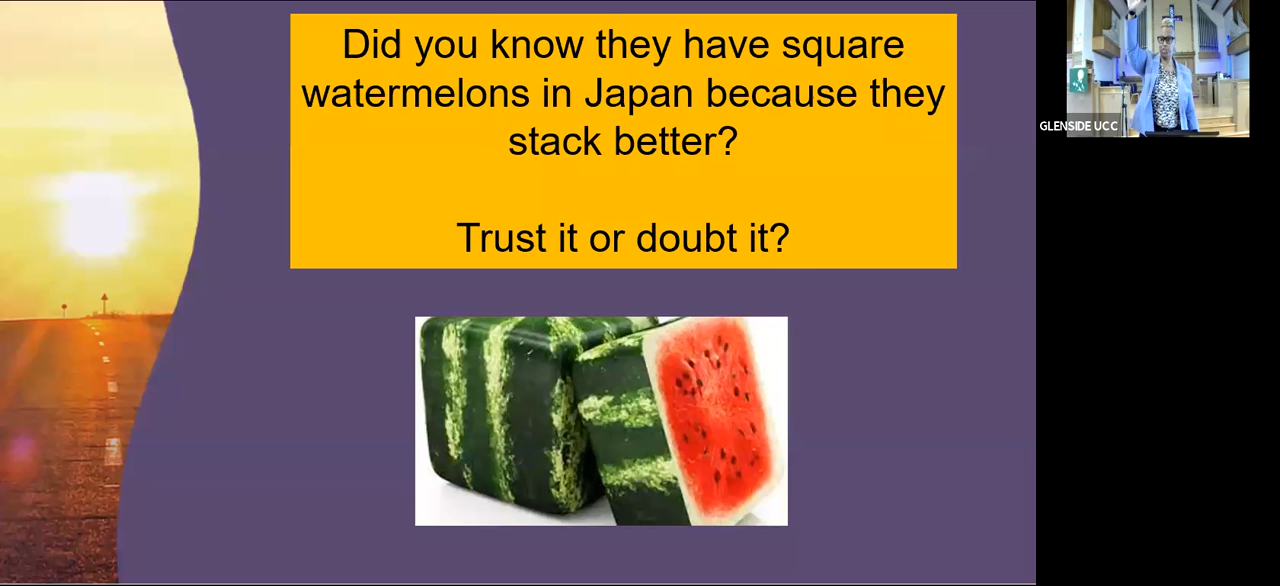 Did you know they have square
watermelons in Japan because they
stack better?
Trust it or doubt it?
GLENSIDE UCC